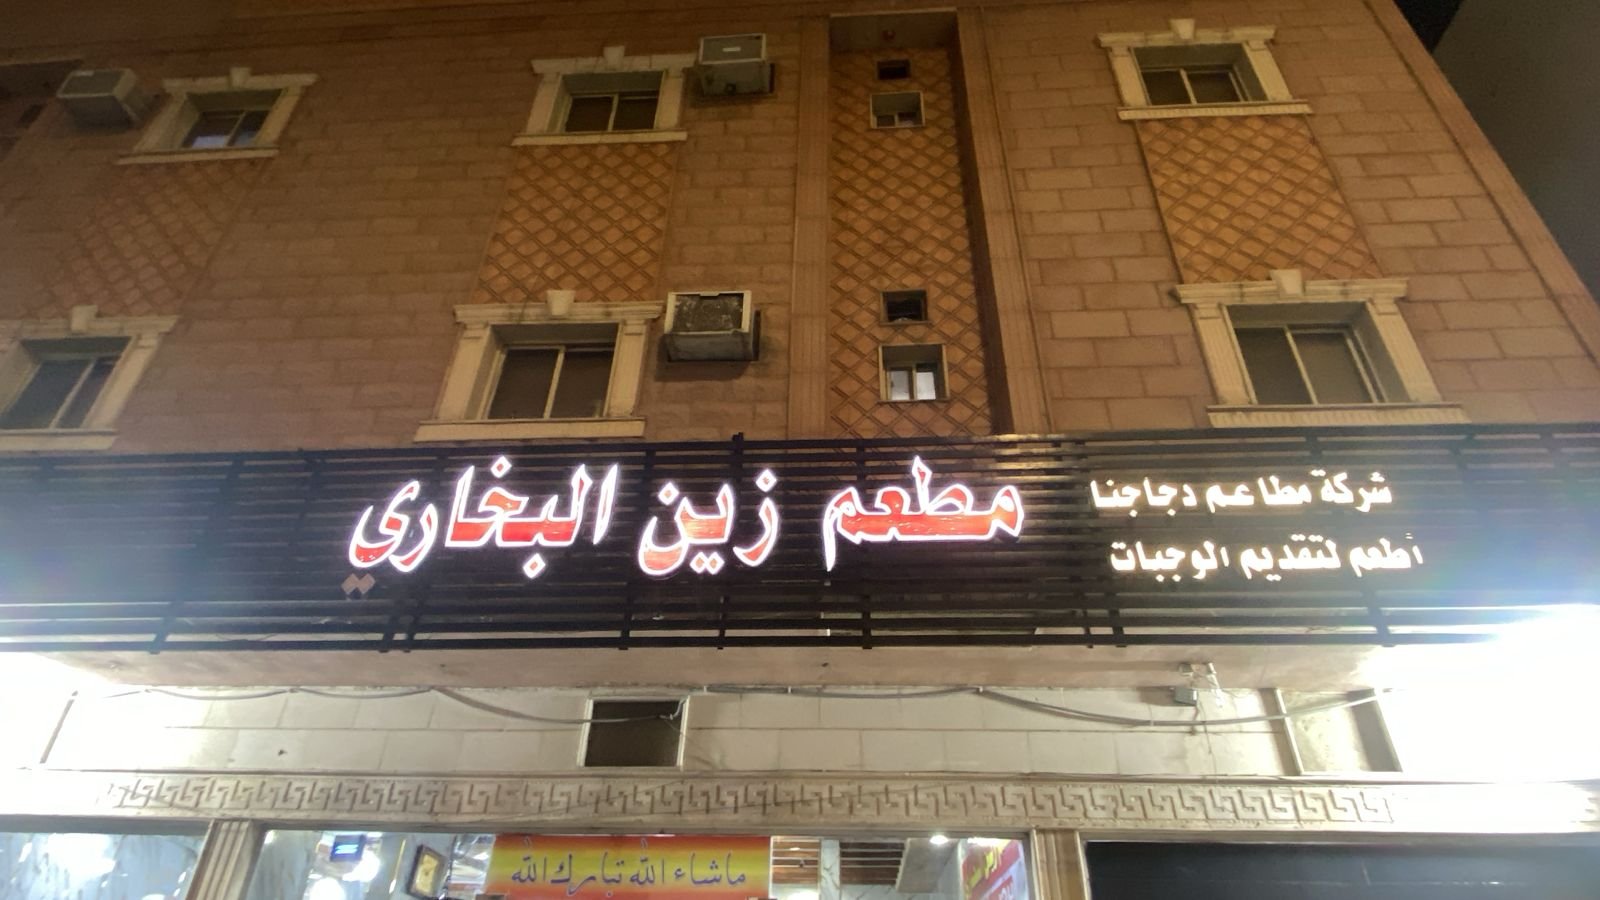 مطعم زين البخاري
شركة مطاعم دجاجنا
أطعم لتقديم الوجبات
ماشاء الله تبارك الله